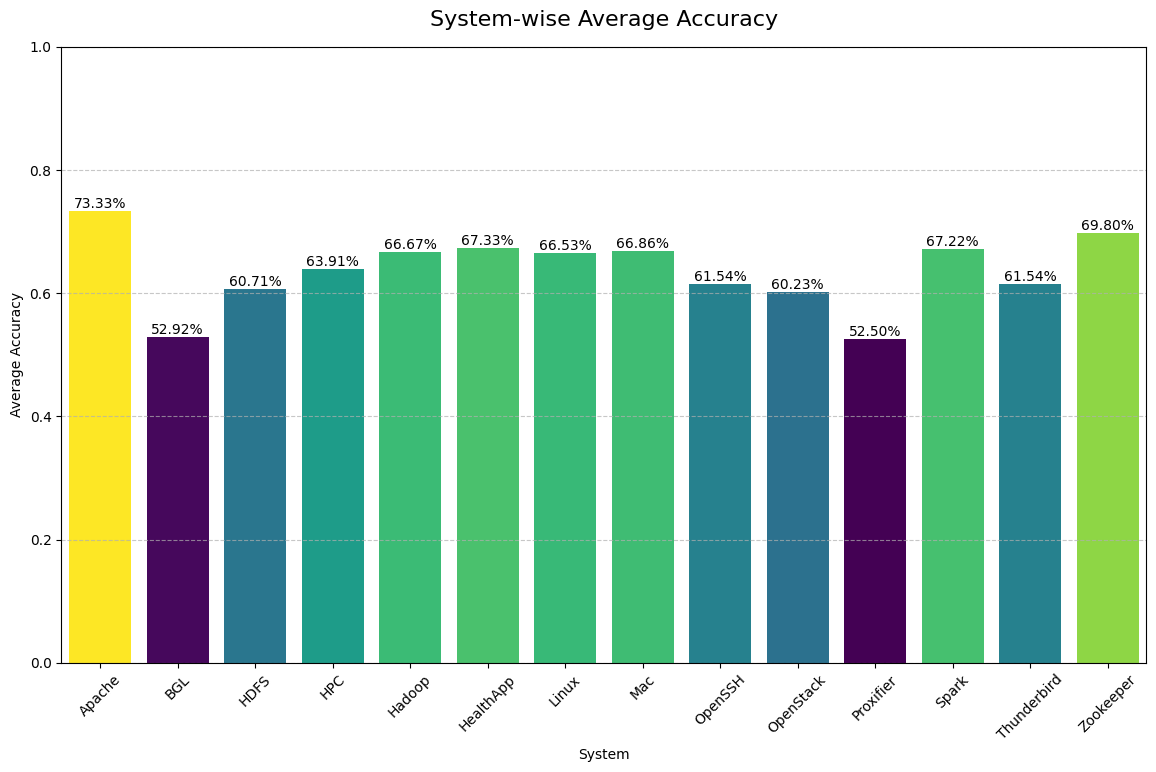 System-wise Average Accuracy
1.0
0.8
0.6
0.4
0.2
0.0
Average Accuracy
73.33%
52.92%
60.71%
63.91%
66.67%
67.33%
66.53%
66.86%
61.54%
60.23%
52.50%
67.22%
61.54%
69.80%
Apache
BGL
HDFS
HPC
Hadoop
HealthApp
Linux
Mac
OpenSSH
OpenStack
Proxifier
Spark
Thunderbird
Zookeeper
System